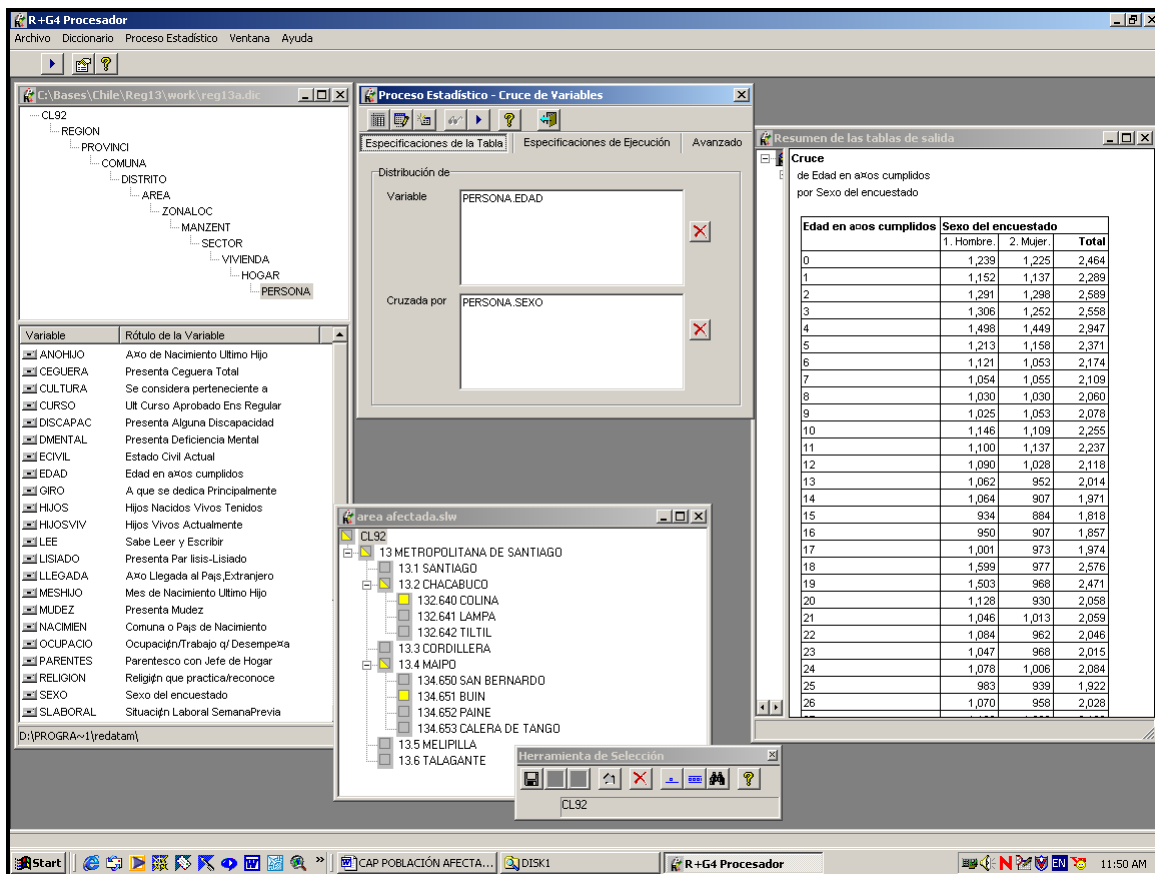 R+G4 Procesador
Archivo Diccionario Proceso Estadístico Ventana Ayuda
C:\Bases\Chile\Reg13\work\reg13a.dic
CL92
REGION
PROVINCI
COMUNA
DISTRITO
AREA
ZONALOC
MANZENT
SECTOR
VIVIENDA
HOGAR
PERSONA
Variable Rótulo de la Variable
ANOHIJO A¤o de Nacimiento Ultimo Hijo
CEGUERA Presenta Ceguera Total
CULTURA Se considera perteneciente a
CURSO Ult Curso Aprobado Ens Regular
DISCAPAC Presenta Alguna Discapacidad
DMENTAL Presenta Deficiencia Mental
ECIVIL Estado Civil Actual
EDAD Edad en a¤os cumplidos
GIRO A que se dedica Principalmente
HIJOS Hijos Nacidos Vivos Tenidos
HIJOSVIV Hijos Vivos Actualmente
LEE Sabe Leer y Escribir
LISIADO Presenta Par lisis-Lisiado
LLEGADA A¤o Llegada al Pa¡s,Extranjero
MESHIJO Mes de Nacimiento Ultimo Hijo
MUDEZ Presenta Mudez
NACIMIEN Comuna o Pa¡s de Nacimiento
OCUPACIO Ocupaci¢n/Trabajo q/ Desempe¤a
PARENTES Parentesco con Jefe de Hogar
RELIGION Religi¢n que practica/reconoce
SEXO Sexo del encuestado
SLABORAL Situaci¢n Laboral SemanaPrevia
D:\PROGRA~1\redatam\
Proceso Estadístico - Cruce de Variables
Especificaciones de la Tabla Especificaciones de Ejecución Avanzado
Distribución de
Variable PERSONA.EDAD
Cruzada por PERSONA.SEXO
area afectada.slw
CL92
13 METROPOLITANA DE SANTIAGO
13.1 SANTIAGO
13.2 CHACABUCO
132.640 COLINA
132.641 LAMPA
132.642 TILTIL
13.3 CORDILLERA
13.4 MAIPO
134.650 SAN BERNARDO
134.651 BUIN
134.652 PAINE
134.653 CALERA DE TANGO
13.5 MELIPILLA
13.6 TALAGANTE
Herramienta de Selección
CL92
Resumen de las tablas de salida
Cruce
de Edad en a¤os cumplidos
por Sexo del encuestado
Edad en a¤os cumplidos Sexo del encuestado
1. Hombre. 2. Mujer. Total
0 1,239 1,225 2,464
1 1,152 1,137 2,289
2 1,291 1,298 2,589
3 1,306 1,252 2,558
4 1,498 1,449 2,947
5 1,213 1,158 2,371
6 1,121 1,053 2,174
7 1,054 1,055 2,109
8 1,030 1,030 2,060
9 1,025 1,053 2,078
10 1,146 1,109 2,255
11 1,100 1,137 2,237
12 1,090 1,028 2,118
13 1,062 952 2,014
14 1,064 907 1,971
15 934 884 1,818
16 950 907 1,857
17 1,001 973 1,974
18 1,599 977 2,576
19 1,503 968 2,471
20 1,128 930 2,058
21 1,046 1,013 2,059
22 1,084 962 2,046
23 1,047 968 2,015
24 1,078 1,006 2,084
25 983 939 1,922
26 1,070 958 2,028
Start » CAP POBLACIÓN AFECTA... DISK1 R+G4 Procesador EN 11:50 AM